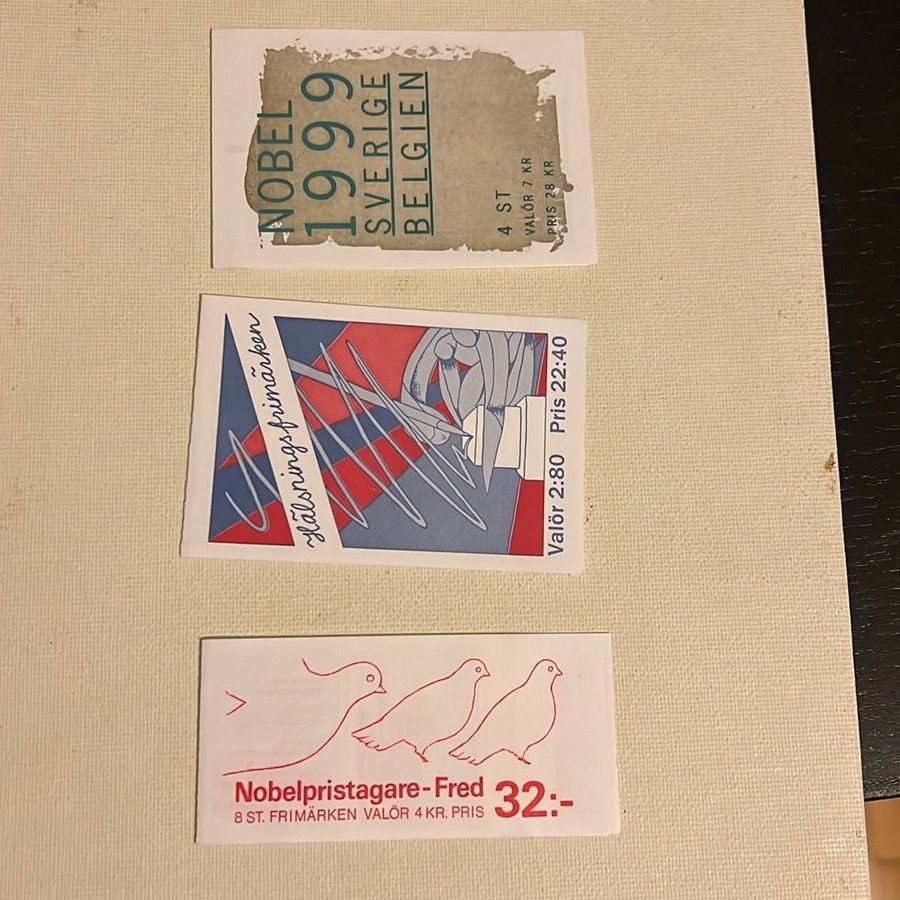 NOBEL
1999
SVERIGE
BELGIEN
4 ST
VALÖR 7 KR
PRIS 28 KR
Hälsningsfrimärken
Valör 2:80 Pris 22:40
Nobelpristagare-Fred
8 ST. FRIMÄRKEN VALÖR 4 KR. PRIS 32:-